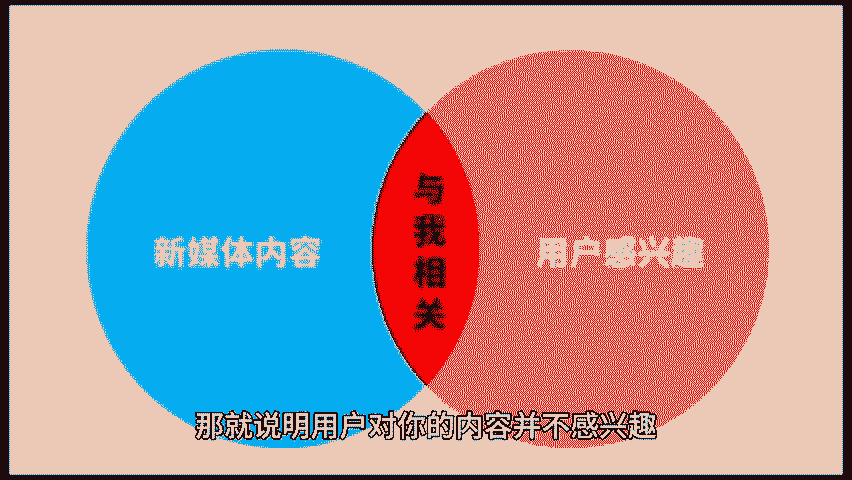 新媒体内容
与我相关
用户感兴趣
那就说明用户对你的内容并不感兴趣